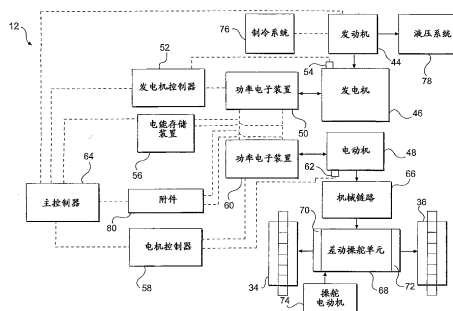 12
76
制冷系统
发动机
44
液压系统
78
52
54
发电机控制器
功率电子装置
50
发电机
46
电能存储
装置
56
功率电子装置
60
电动机
48
62
64
主控制器
附件
80
机械链路
66
电机控制器
58
70
36
差动操舵单元
34
68
72
操舵
电动机
74